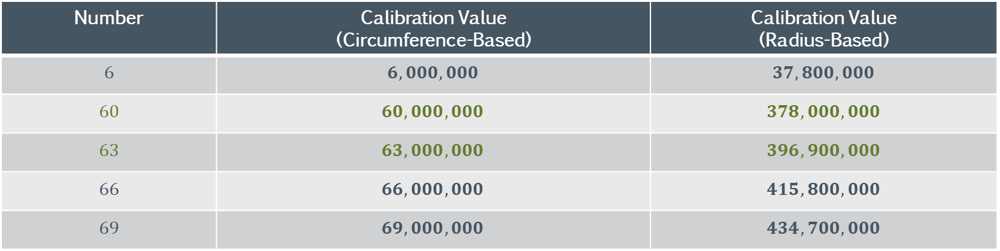 Number Calibration Value (Circumference-Based) Calibration Value (Radius-Based)
6 6,000,000 37,800,000
60 60,000,000 378,000,000
63 63,000,000 396,900,000
66 66,000,000 415,800,000
69 69,000,000 434,700,000